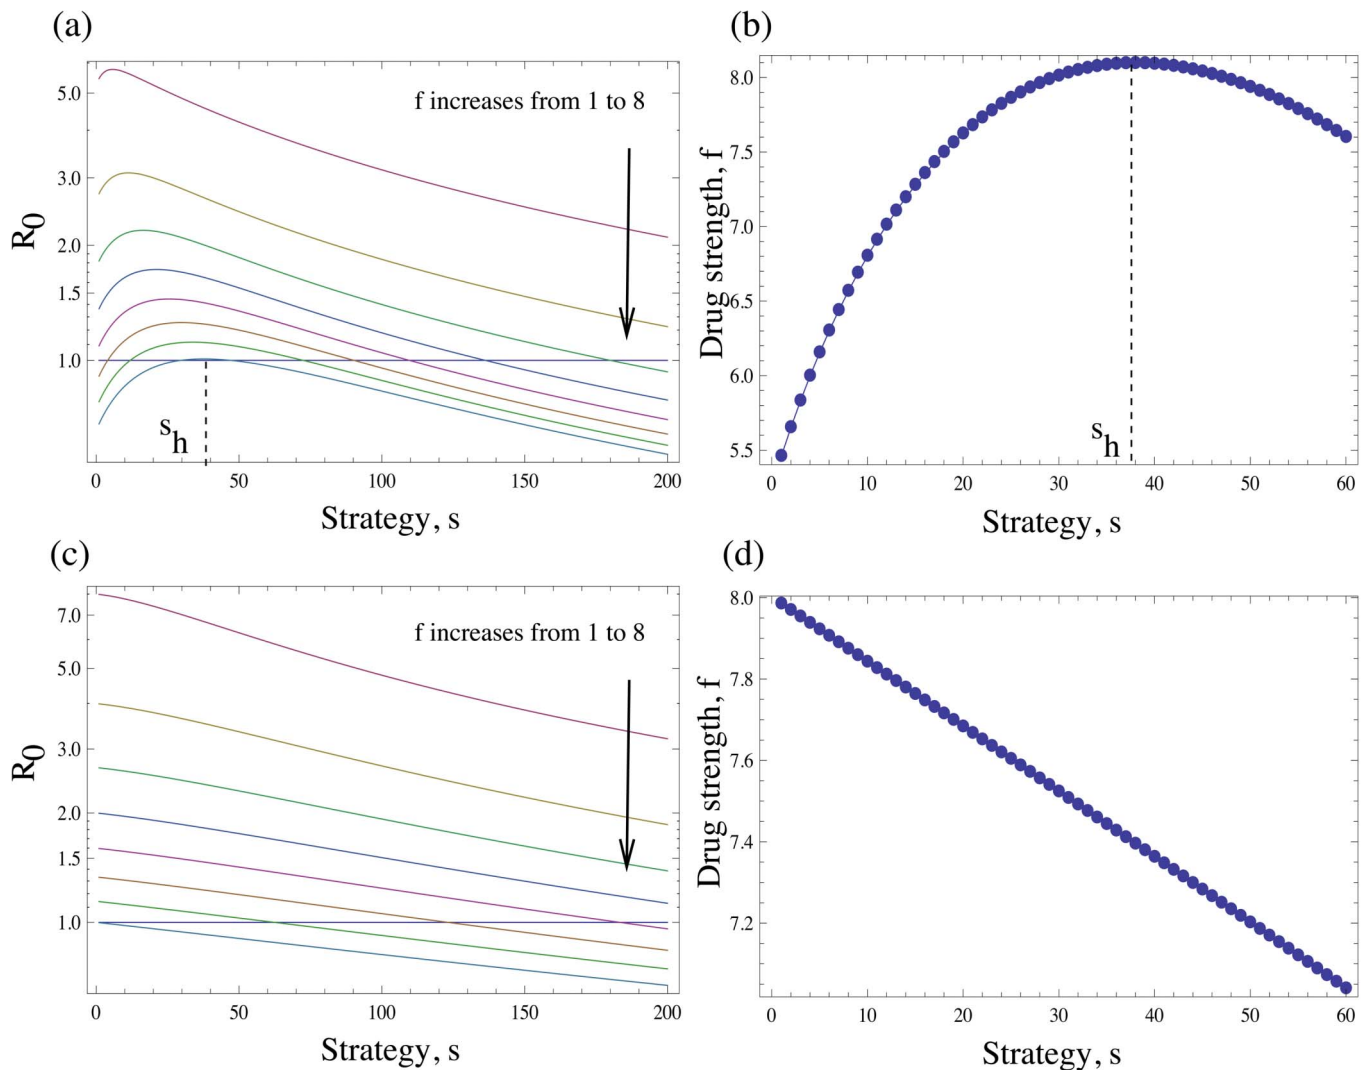 (a)
5.0
3.0
2.0
1.5
1.0
R0
f increases from 1 to 8
sh
0 50 100 150 200
Strategy, s
(b)
8.0
7.5
7.0
6.5
6.0
5.5
Drug strength, f
sh
0 10 20 30 40 50 60
Strategy, s
(c)
7.0
5.0
3.0
2.0
1.5
1.0
R0
f increases from 1 to 8
0 50 100 150 200
Strategy, s
(d)
8.0
7.8
7.6
7.4
7.2
Drug strength, f
0 10 20 30 40 50 60
Strategy, s